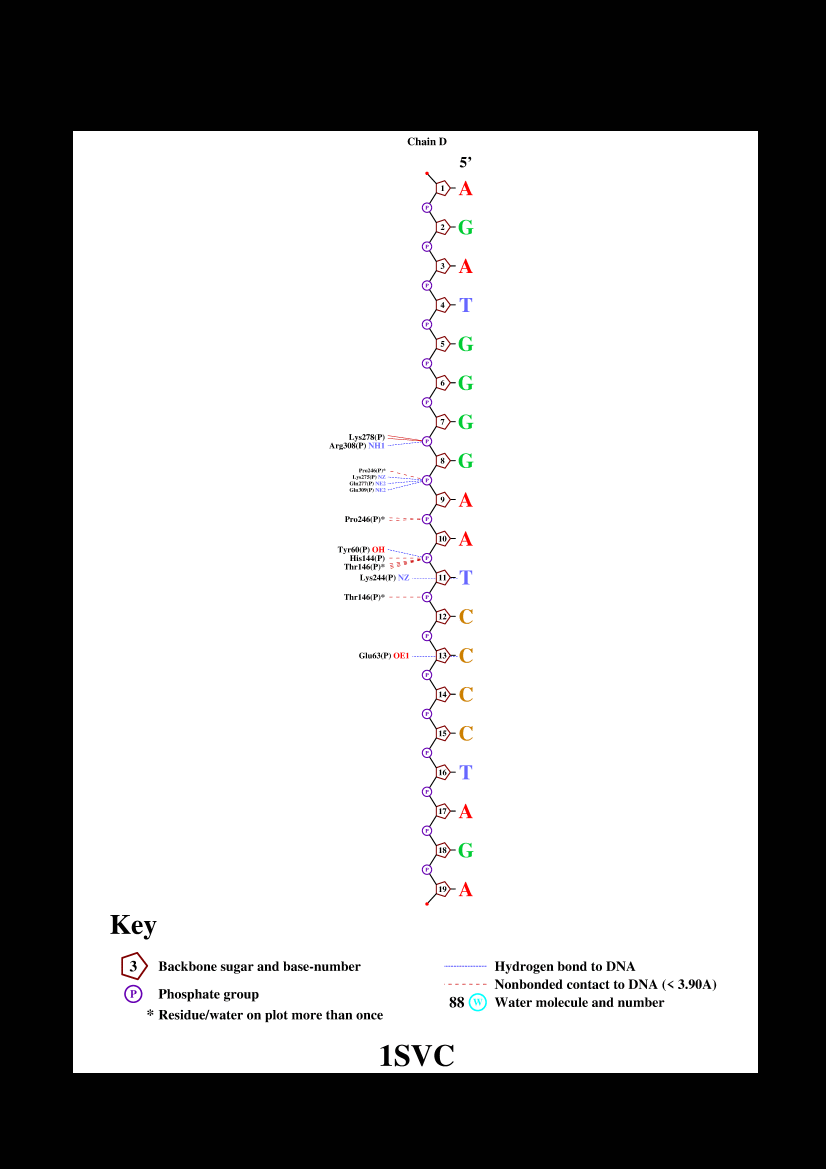 Chain D
5’
1 A
P
2 G
P
3 A
P
4 T
P
5 G
P
6 G
P
7 G
Lys278(P)
P
Arg308(P) NH1
8 G
Pro246(P)*
Lys275(P) NZ
P
Gln277(P) NE2
Gln309(P) NE2
9 A
Pro246(P)* P
10 A
Tyr60(P) OH
His144(P) P
Thr146(P)*
Lys244(P) NZ 11 T
Thr146(P)* P
12 C
P
Glu63(P) OE1 13 C
P
14 C
P
15 C
P
16 T
P
17 A
P
18 G
P
19 A
Key
3 Backbone sugar and base-number
P Phosphate group
* Residue/water on plot more than once
Hydrogen bond to DNA
Nonbonded contact to DNA (< 3.90A)
88 W Water molecule and number
1SVC